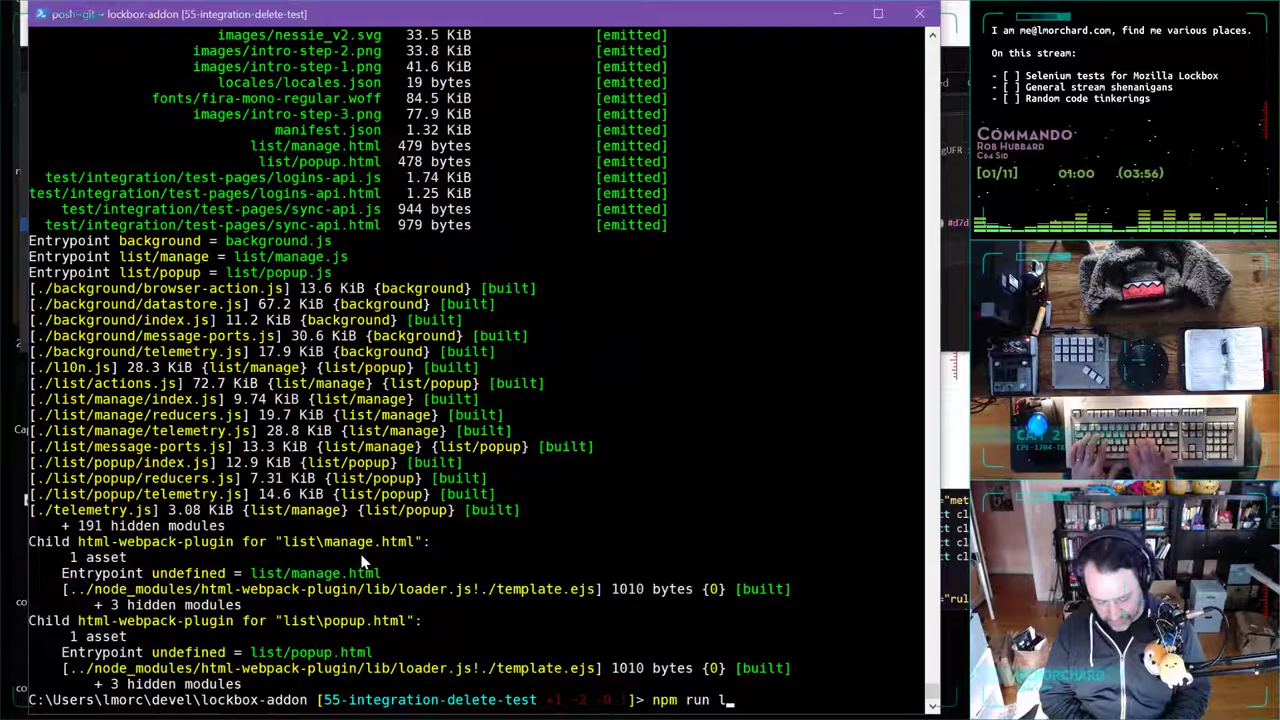 posh~git ~ lockbox-addon [55-integration-delete-test]
images/nessie_v2.svg 33.5 KiB [emitted]
images/intro-step-2.png 33.8 KiB [emitted]
images/intro-step-1.png 41.6 KiB [emitted]
locales/locales.json 19 bytes [emitted]
fonts/fira-mono-regular.woff 84.5 KiB [emitted]
images/intro-step-3.png 77.9 KiB [emitted]
manifest.json 1.32 KiB [emitted]
list/manage.html 479 bytes [emitted]
list/popup.html 478 bytes [emitted]
test/integration/test-pages/logins-api.js 1.74 KiB [emitted]
test/integration/test-pages/logins-api.html 1.25 KiB [emitted]
test/integration/test-pages/sync-api.js 944 bytes [emitted]
test/integration/test-pages/sync-api.html 979 bytes [emitted]
Entrypoint background = background.js
Entrypoint list/manage = list/manage.js
Entrypoint list/popup = list/popup.js
[./background/browser-action.js] 13.6 KiB {background} [built]
[./background/datastore.js] 67.2 KiB {background} [built]
[./background/index.js] 11.2 KiB {background} [built]
[./background/message-ports.js] 30.6 KiB {background} [built]
[./background/telemetry.js] 17.9 KiB {background} [built]
[./l10n.js] 28.3 KiB {list/manage} {list/popup} [built]
[./list/actions.js] 72.7 KiB {list/manage} {list/popup} [built]
[./list/manage/index.js] 9.74 KiB {list/manage} [built]
[./list/manage/reducers.js] 19.7 KiB {list/manage} [built]
[./list/manage/telemetry.js] 28.8 KiB {list/manage} [built]
[./list/message-ports.js] 13.3 KiB {list/manage} {list/popup} [built]
[./list/popup/index.js] 12.9 KiB {list/popup} [built]
[./list/popup/reducers.js] 7.31 KiB {list/popup} [built]
[./list/popup/telemetry.js] 14.6 KiB {list/popup} [built]
[./telemetry.js] 3.08 KiB {list/manage} {list/popup} [built]
+ 191 hidden modules
Child html-webpack-plugin for "list\manage.html":
1 asset
Entrypoint undefined = list/manage.html
[../node_modules/html-webpack-plugin/lib/loader.js!./template.ejs] 1010 bytes {0} [built]
+ 3 hidden modules
Child html-webpack-plugin for "list\popup.html":
1 asset
Entrypoint undefined = list/popup.html
[../node_modules/html-webpack-plugin/lib/loader.js!./template.ejs] 1010 bytes {0} [built]
+ 3 hidden modules
C:\Users\lmorc\devel\lockbox-addon [55-integration-delete-test +1 ~2 -0 !]> npm run l_
I am me@lmorchard.com, find me various places.
On this stream:
- [ ] Selenium tests for Mozilla Lockbox
- [ ] General stream shenanigans
- [ ] Random code tinkerings
COMMANDO
ROB HUBBARD
C64 SID
[01/11] 01:00 (03:56)
CAM 2
CPE-1704-TK
LMORCHARD
gUFR
#d7d
="met
ct cl
ct cl
="rul